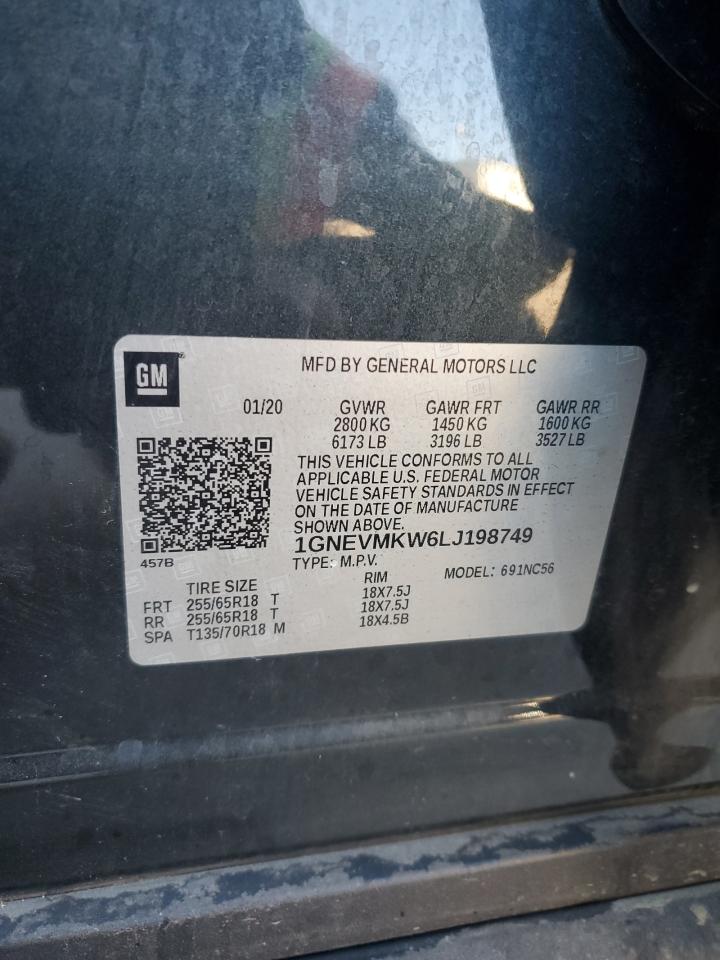 GM
MFD BY GENERAL MOTORS LLC
01/20 GVWR GAWR FRT GAWR RR
2800 KG 1450 KG 1600 KG
6173 LB 3196 LB 3527 LB
THIS VEHICLE CONFORMS TO ALL
APPLICABLE U.S. FEDERAL MOTOR
VEHICLE SAFETY STANDARDS IN EFFECT
ON THE DATE OF MANUFACTURE
SHOWN ABOVE.
1GNEVMKW6LJ198749
457B
TYPE: M.P.V. MODEL: 691NC56
TIRE SIZE RIM
FRT 255/65R18 T 18X7.5J
RR 255/65R18 T 18X7.5J
SPA T135/70R18 M 18X4.5B